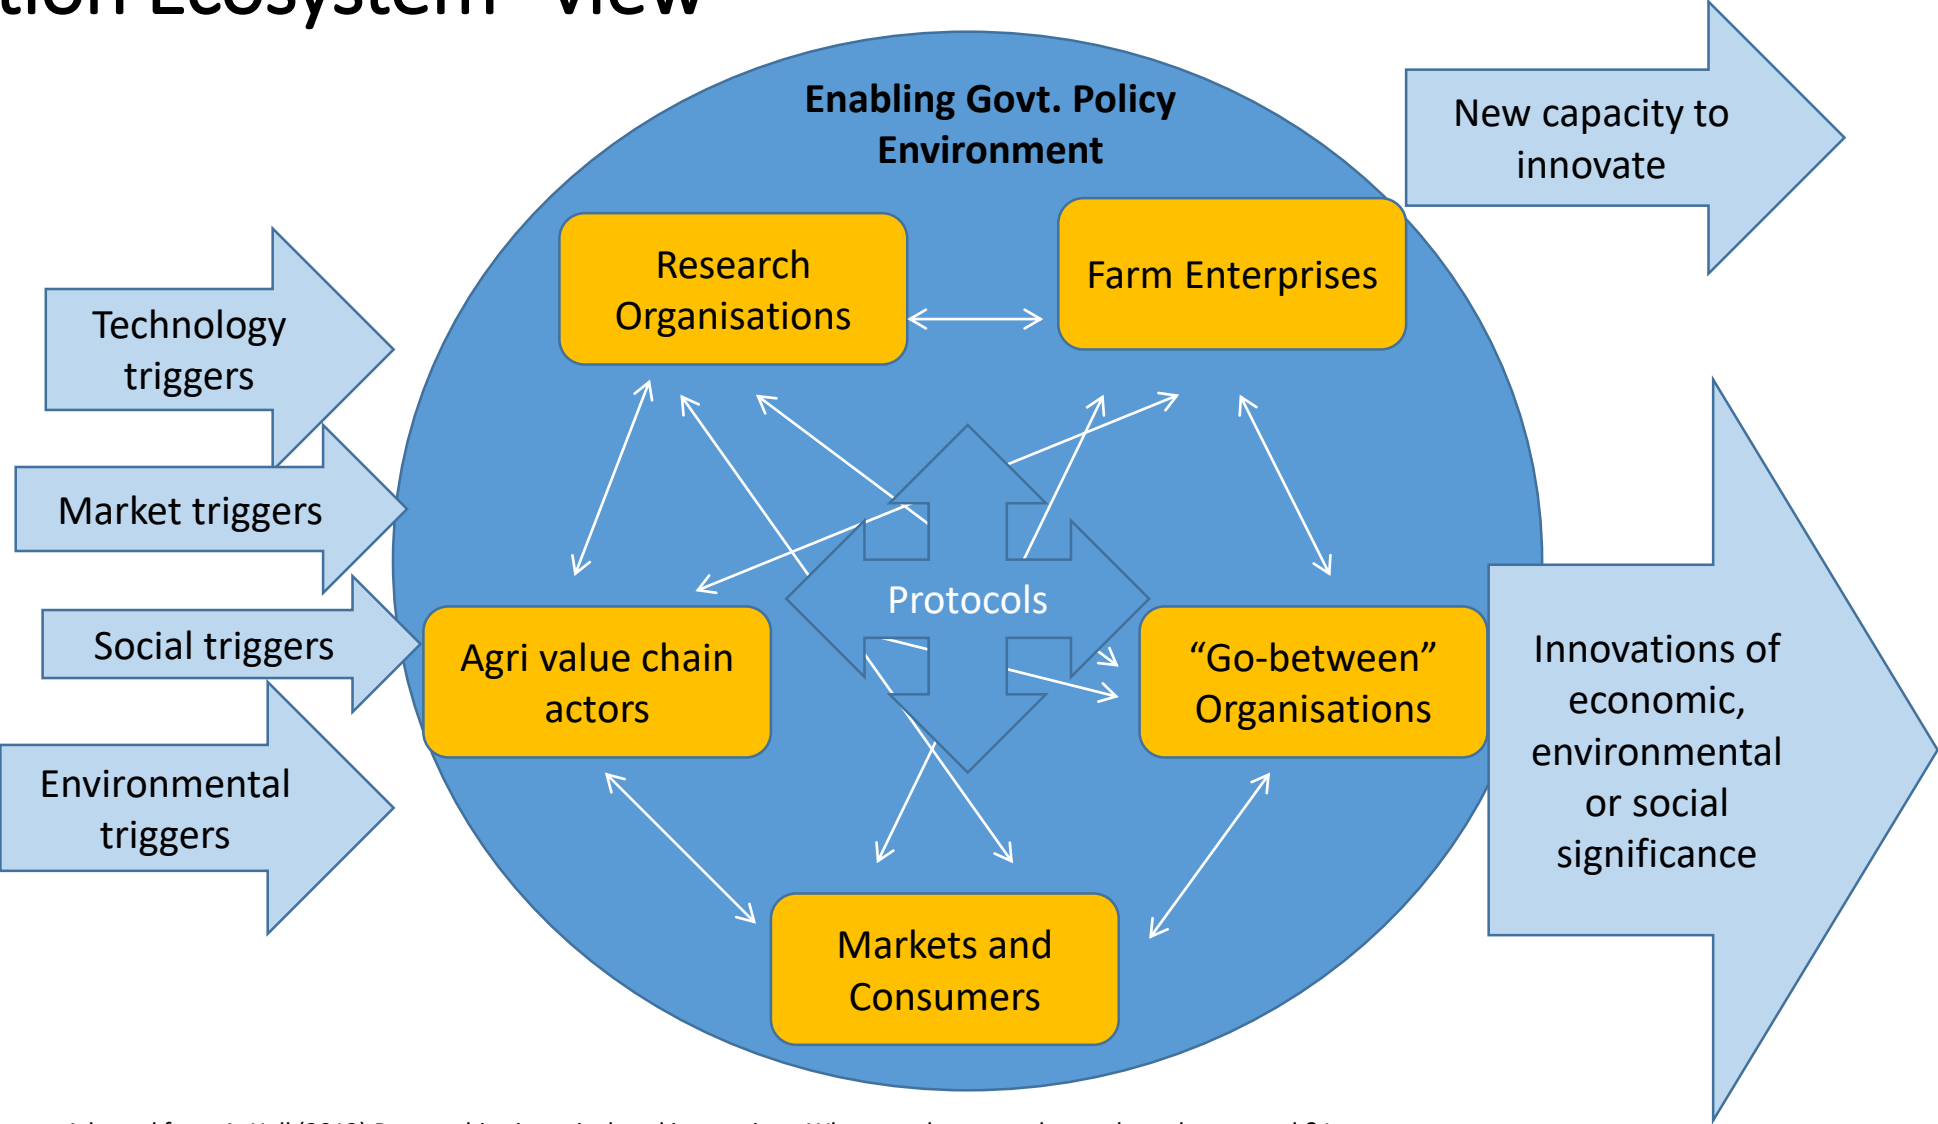 Ecosystem" view
Enabling Govt. Policy
Environment
New capacity to
innovate
Research
Organisations
Farm Enterprises
Technology
triggers
Market triggers
Social triggers
Environmental
triggers
Protocols
Agri value chain
actors
“Go-between”
Organisations
Markets and
Consumers
Innovations of
economic,
environmental
or social
significance